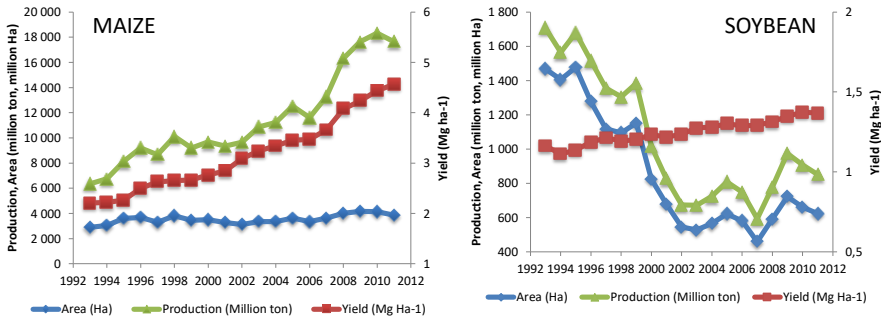 MAIZE
Production, Area (million ton, million Ha)
20 000
18 000
16 000
14 000
12 000
10 000
8 000
6 000
4 000
2 000
0
6
5
4
3
2
1
Yield (Mg ha-1)
1992 1994 1996 1998 2000 2002 2004 2006 2008 2010 2012
Area (Ha) Production (Million ton) Yield (Mg Ha-1)
SOYBEAN
Production, Area (million ton, million Ha)
1 800
1 600
1 400
1 200
1 000
800
600
400
2
1,5
1
0,5
Yield (Mg ha-1)
1992 1994 1996 1998 2000 2002 2004 2006 2008 2010 2012
Area (Ha) Production (Million ton) Yield (Mg Ha-1)